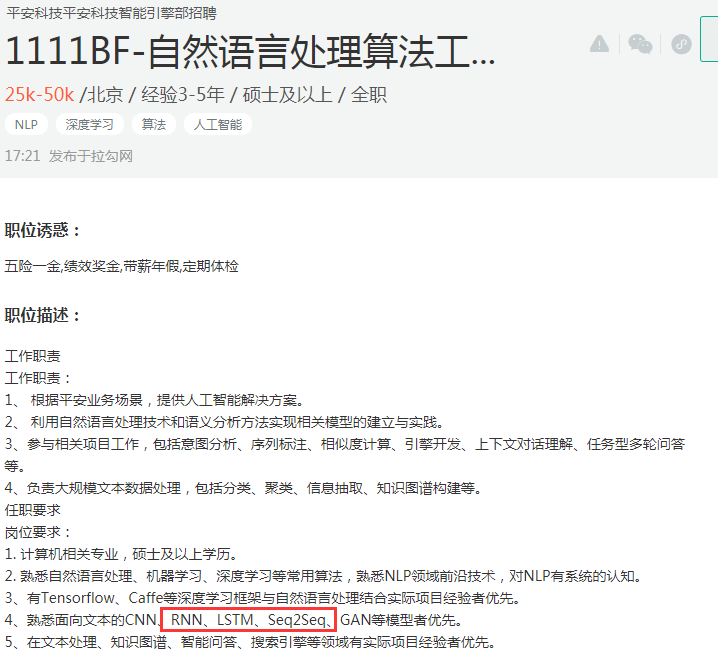 平安科技平安科技智能引擎部招聘
1111BF-自然语言处理算法工...
25k-50k /北京 / 经验3-5年 / 硕士及以上 / 全职
NLP 深度学习 算法 人工智能
17:21 发布于拉勾网
职位诱惑：
五险一金,绩效奖金,带薪年假,定期体检
职位描述：
工作职责
工作职责：
1、 根据平安业务场景，提供人工智能解决方案。
2、 利用自然语言处理技术和语义分析方法实现相关模型的建立与实践。
3、参与相关项目工作，包括意图分析、序列标注、相似度计算、引擎开发、上下文对话理解、任务型多轮问答
等。
4、负责大规模文本数据处理，包括分类、聚类、信息抽取、知识图谱构建等。
任职要求
岗位要求：
1. 计算机相关专业，硕士及以上学历。
2. 熟悉自然语言处理、机器学习、深度学习等常用算法，熟悉NLP领域前沿技术，对NLP有系统的认知。
3、有Tensorflow、Caffe等深度学习框架与自然语言处理结合实际项目经验者优先。
4、熟悉面向文本的CNN、RNN、LSTM、Seq2Seq、GAN等模型者优先。
5、在文本处理、知识图谱、智能问答、搜索引擎等领域有实际项目经验者优先。